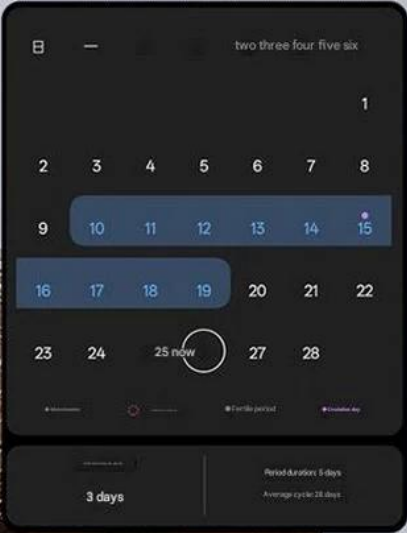 日 一 two three four five six
1
2 3 4 5 6 7 8
9 10 11 12 13 14 15
16 17 18 19 20 21 22
23 24 25 now 27 28
Fertile period Ovulation day
3 days
Period duration: 5 days
Average cycle: 28 days